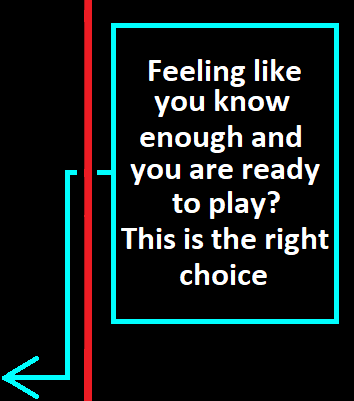 Feeling like
you know
enough and
you are ready
to play?
This is the right
choice